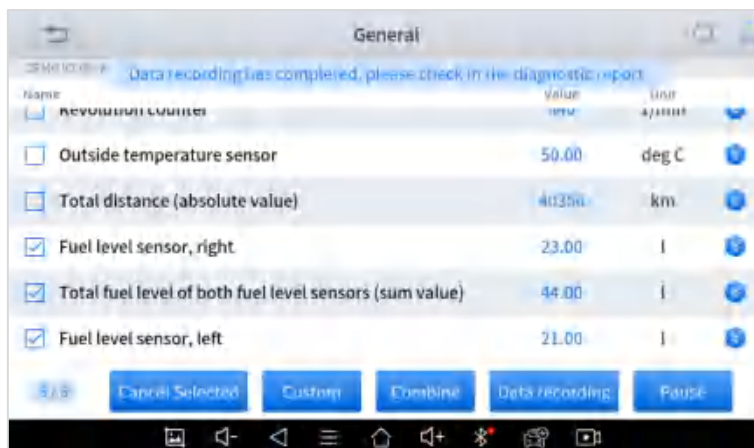 General
Data recording has completed, please check in the diagnostic report
Name Value Unit
Revolution counter 1/min
Outside temperature sensor 50.00 deg C
Total distance (absolute value) km
Fuel level sensor, right 23.00 l
Total fuel level of both fuel level sensors (sum value) 44.00 l
Fuel level sensor, left 21.00 l
Cancel Selected Custom Combine Data recording Pause